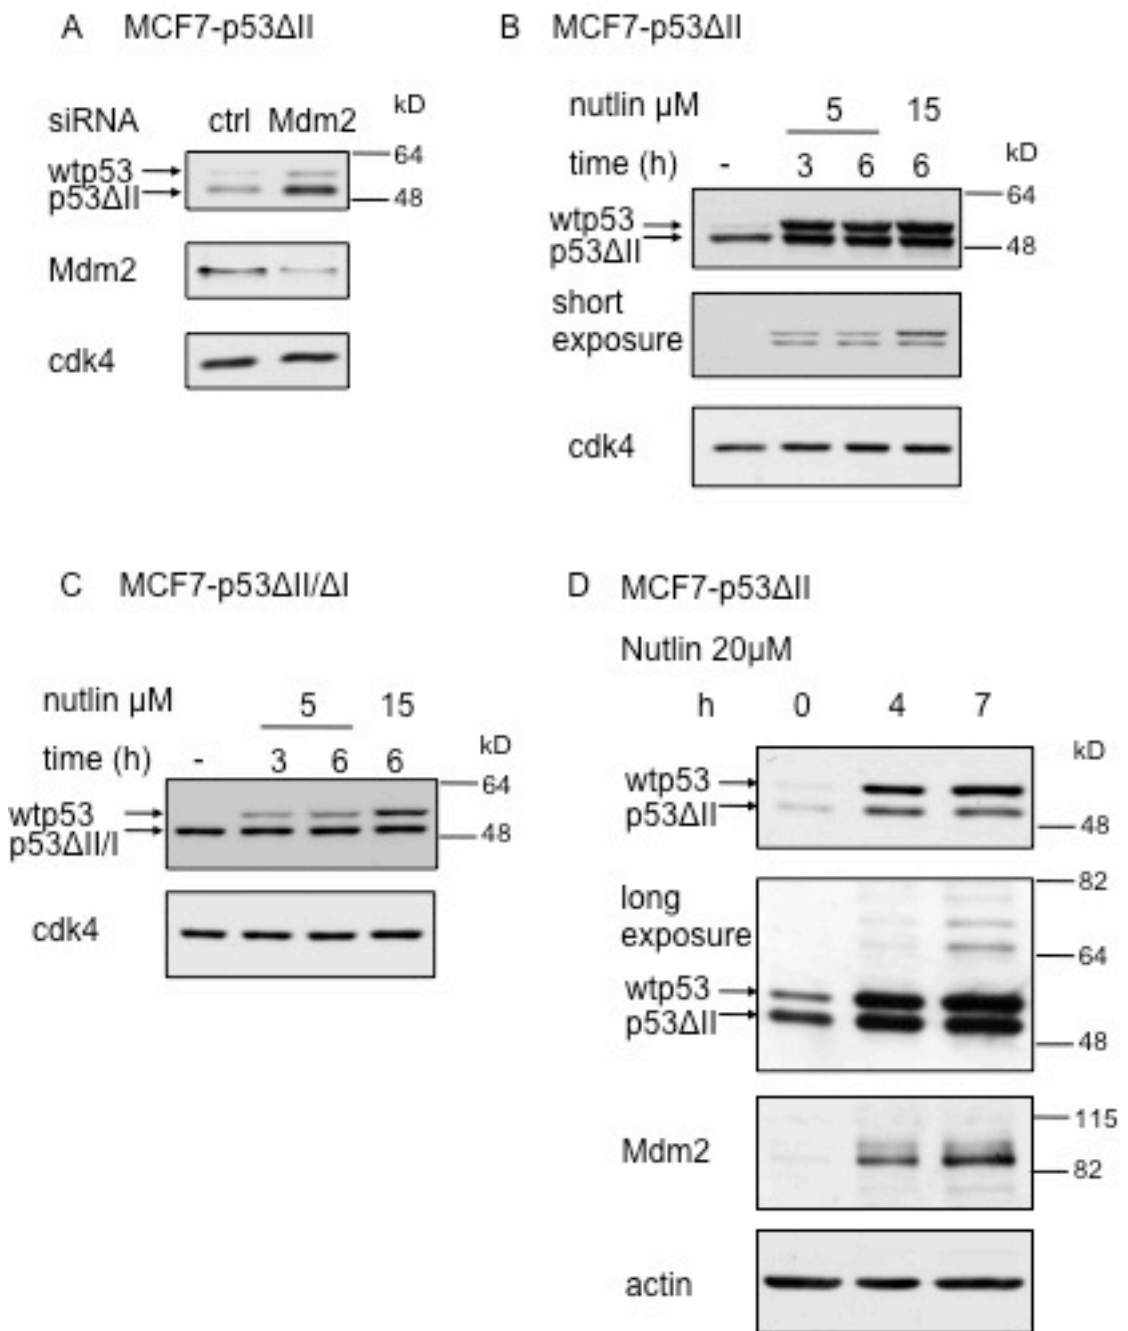 A MCF7-p53ΔII
siRNA ctrl Mdm2 kD
wtp53 64
p53ΔII 48
Mdm2
cdk4
B MCF7-p53ΔII
nutlin µM 5 15
time (h) - 3 6 6 kD
wtp53 64
p53ΔII 48
short
exposure
cdk4
C MCF7-p53ΔII/ΔI
nutlin µM 5 15
time (h) - 3 6 6 kD
wtp53 64
p53ΔII/I 48
cdk4
D MCF7-p53ΔII
Nutlin 20µM
h 0 4 7
kD
wtp53
p53ΔII 48
long 82
exposure 64
wtp53
p53ΔII 48
115
Mdm2 82
actin